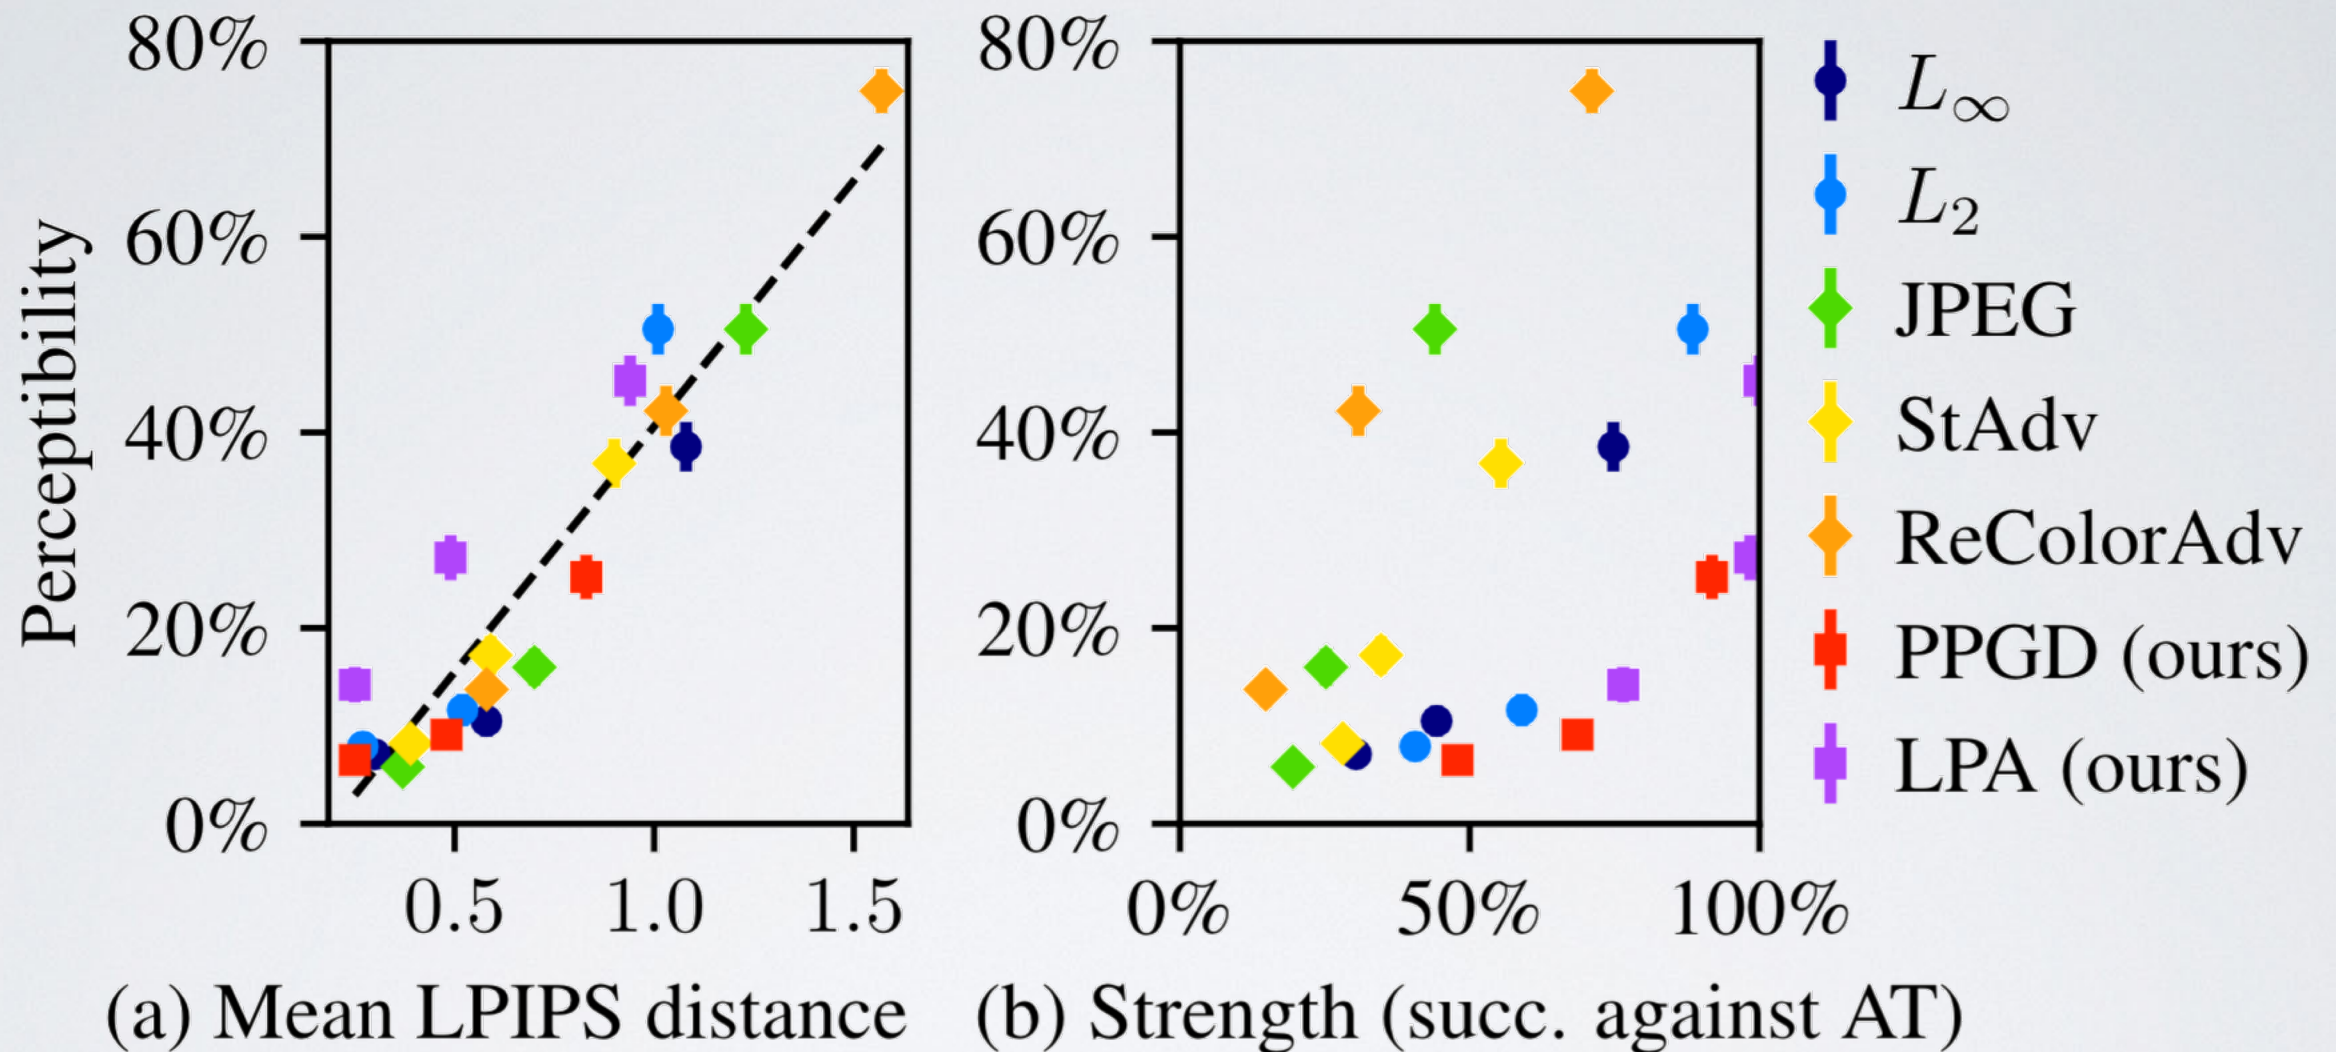 Perceptibility
80%
60%
40%
20%
0%
0.5 1.0 1.5
(a) Mean LPIPS distance
80%
60%
40%
20%
0%
0% 50% 100%
(b) Strength (succ. against AT)
L∞
L₂
JPEG
StAdv
ReColorAdv
PPGD (ours)
LPA (ours)